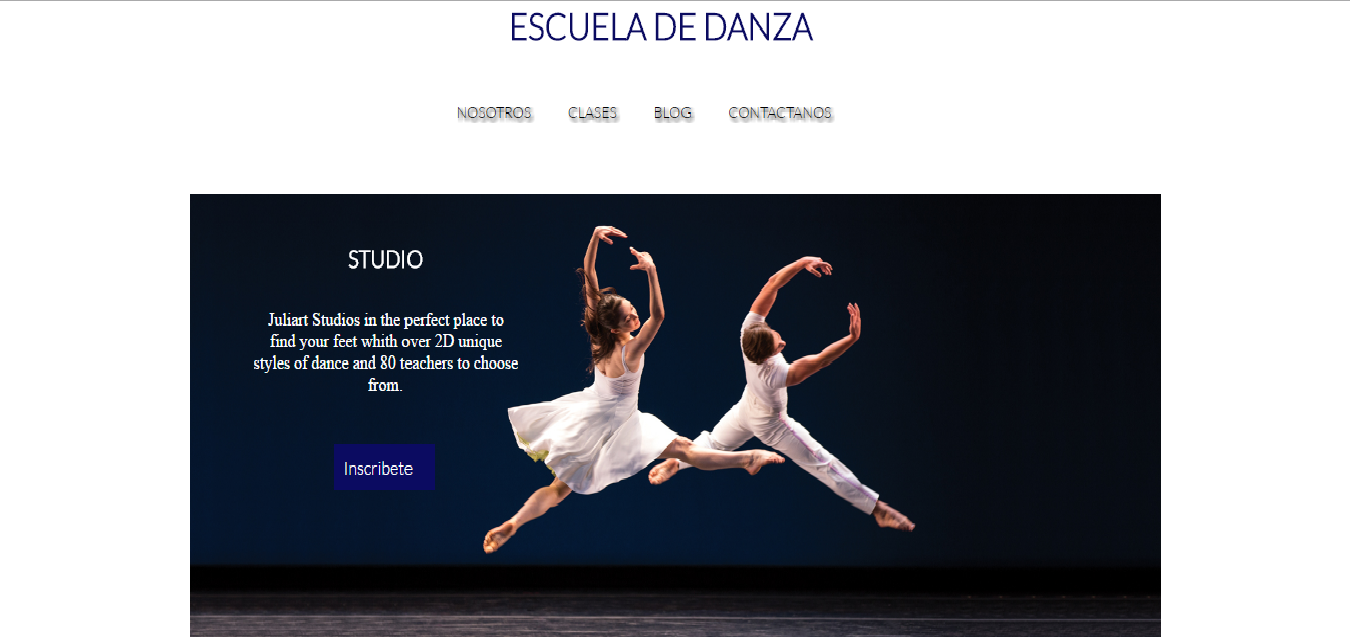 ESCUELA DE DANZA
NOSOTROS CLASES BLOG CONTACTANOS
STUDIO
Juliart Studios in the perfect place to
find your feet whith over 2D unique
styles of dance and 80 teachers to choose
from.
Inscribete